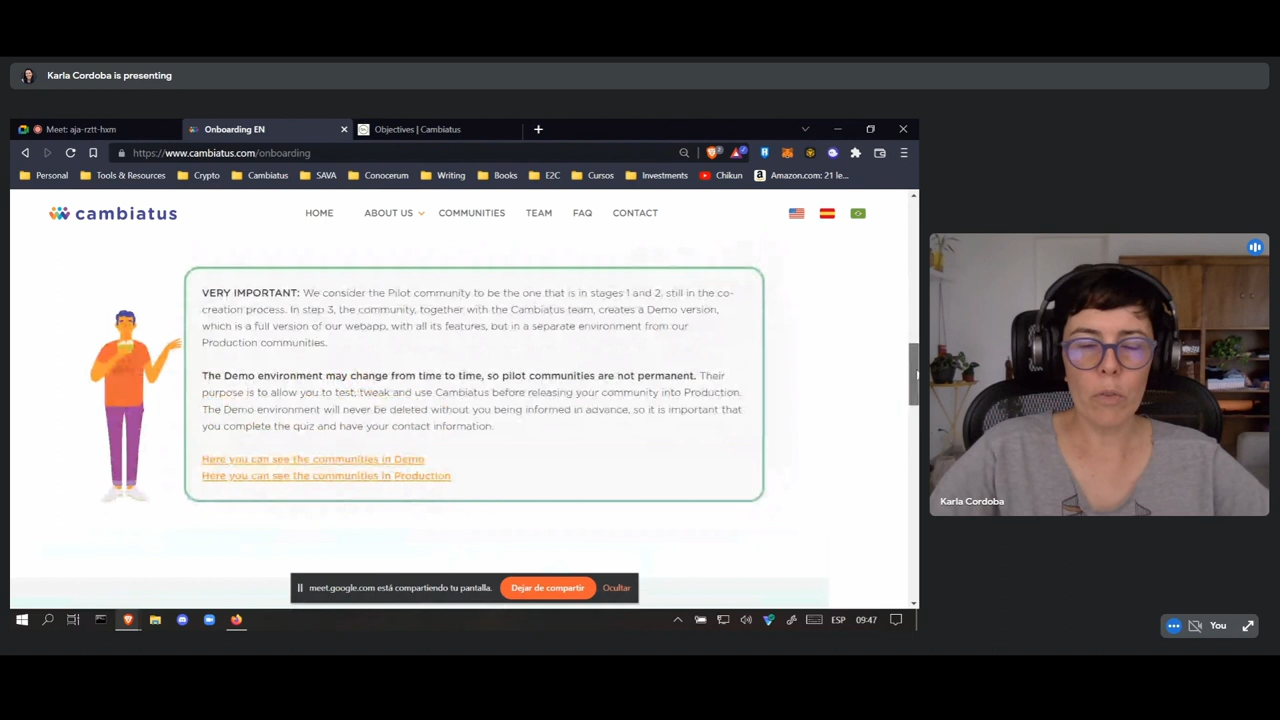 Karla Cordoba is presenting
Meet: aja-rztt-hxm
Onboarding EN
Objectives | Cambiatus
https://www.cambiatus.com/onboarding
Personal
Tools & Resources
Crypto
Cambiatus
SAVA
Conocerum
Writing
Books
E2C
Cursos
Investments
Chikun
Amazon.com: 21 le...
cambiatus
HOME
ABOUT US
COMMUNITIES
TEAM
FAQ
CONTACT
VERY IMPORTANT: We consider the Pilot community to be the one that is in stages 1 and 2, still in the co-
creation process. In step 3, the community, together with the Cambiatus team, creates a Demo version,
which is a full version of our webapp, with all its features, but in a separate environment from our
Production communities.
The Demo environment may change from time to time, so pilot communities are not permanent. Their
purpose is to allow you to test, tweak and use Cambiatus before releasing your community into Production.
The Demo environment will never be deleted without you being informed in advance, so it is important that
you complete the quiz and have your contact information.
Here you can see the communities in Demo
Here you can see the communities in Production
meet.google.com está compartiendo tu pantalla.
Dejar de compartir
Ocultar
Karla Cordoba
You
ESP
09:47